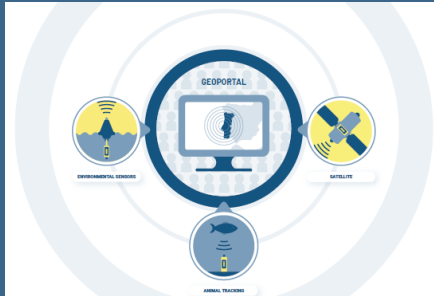 GEOPORTAL
ENVIRONMENTAL SENSORS
SATELLITE
ANIMAL TRACKING